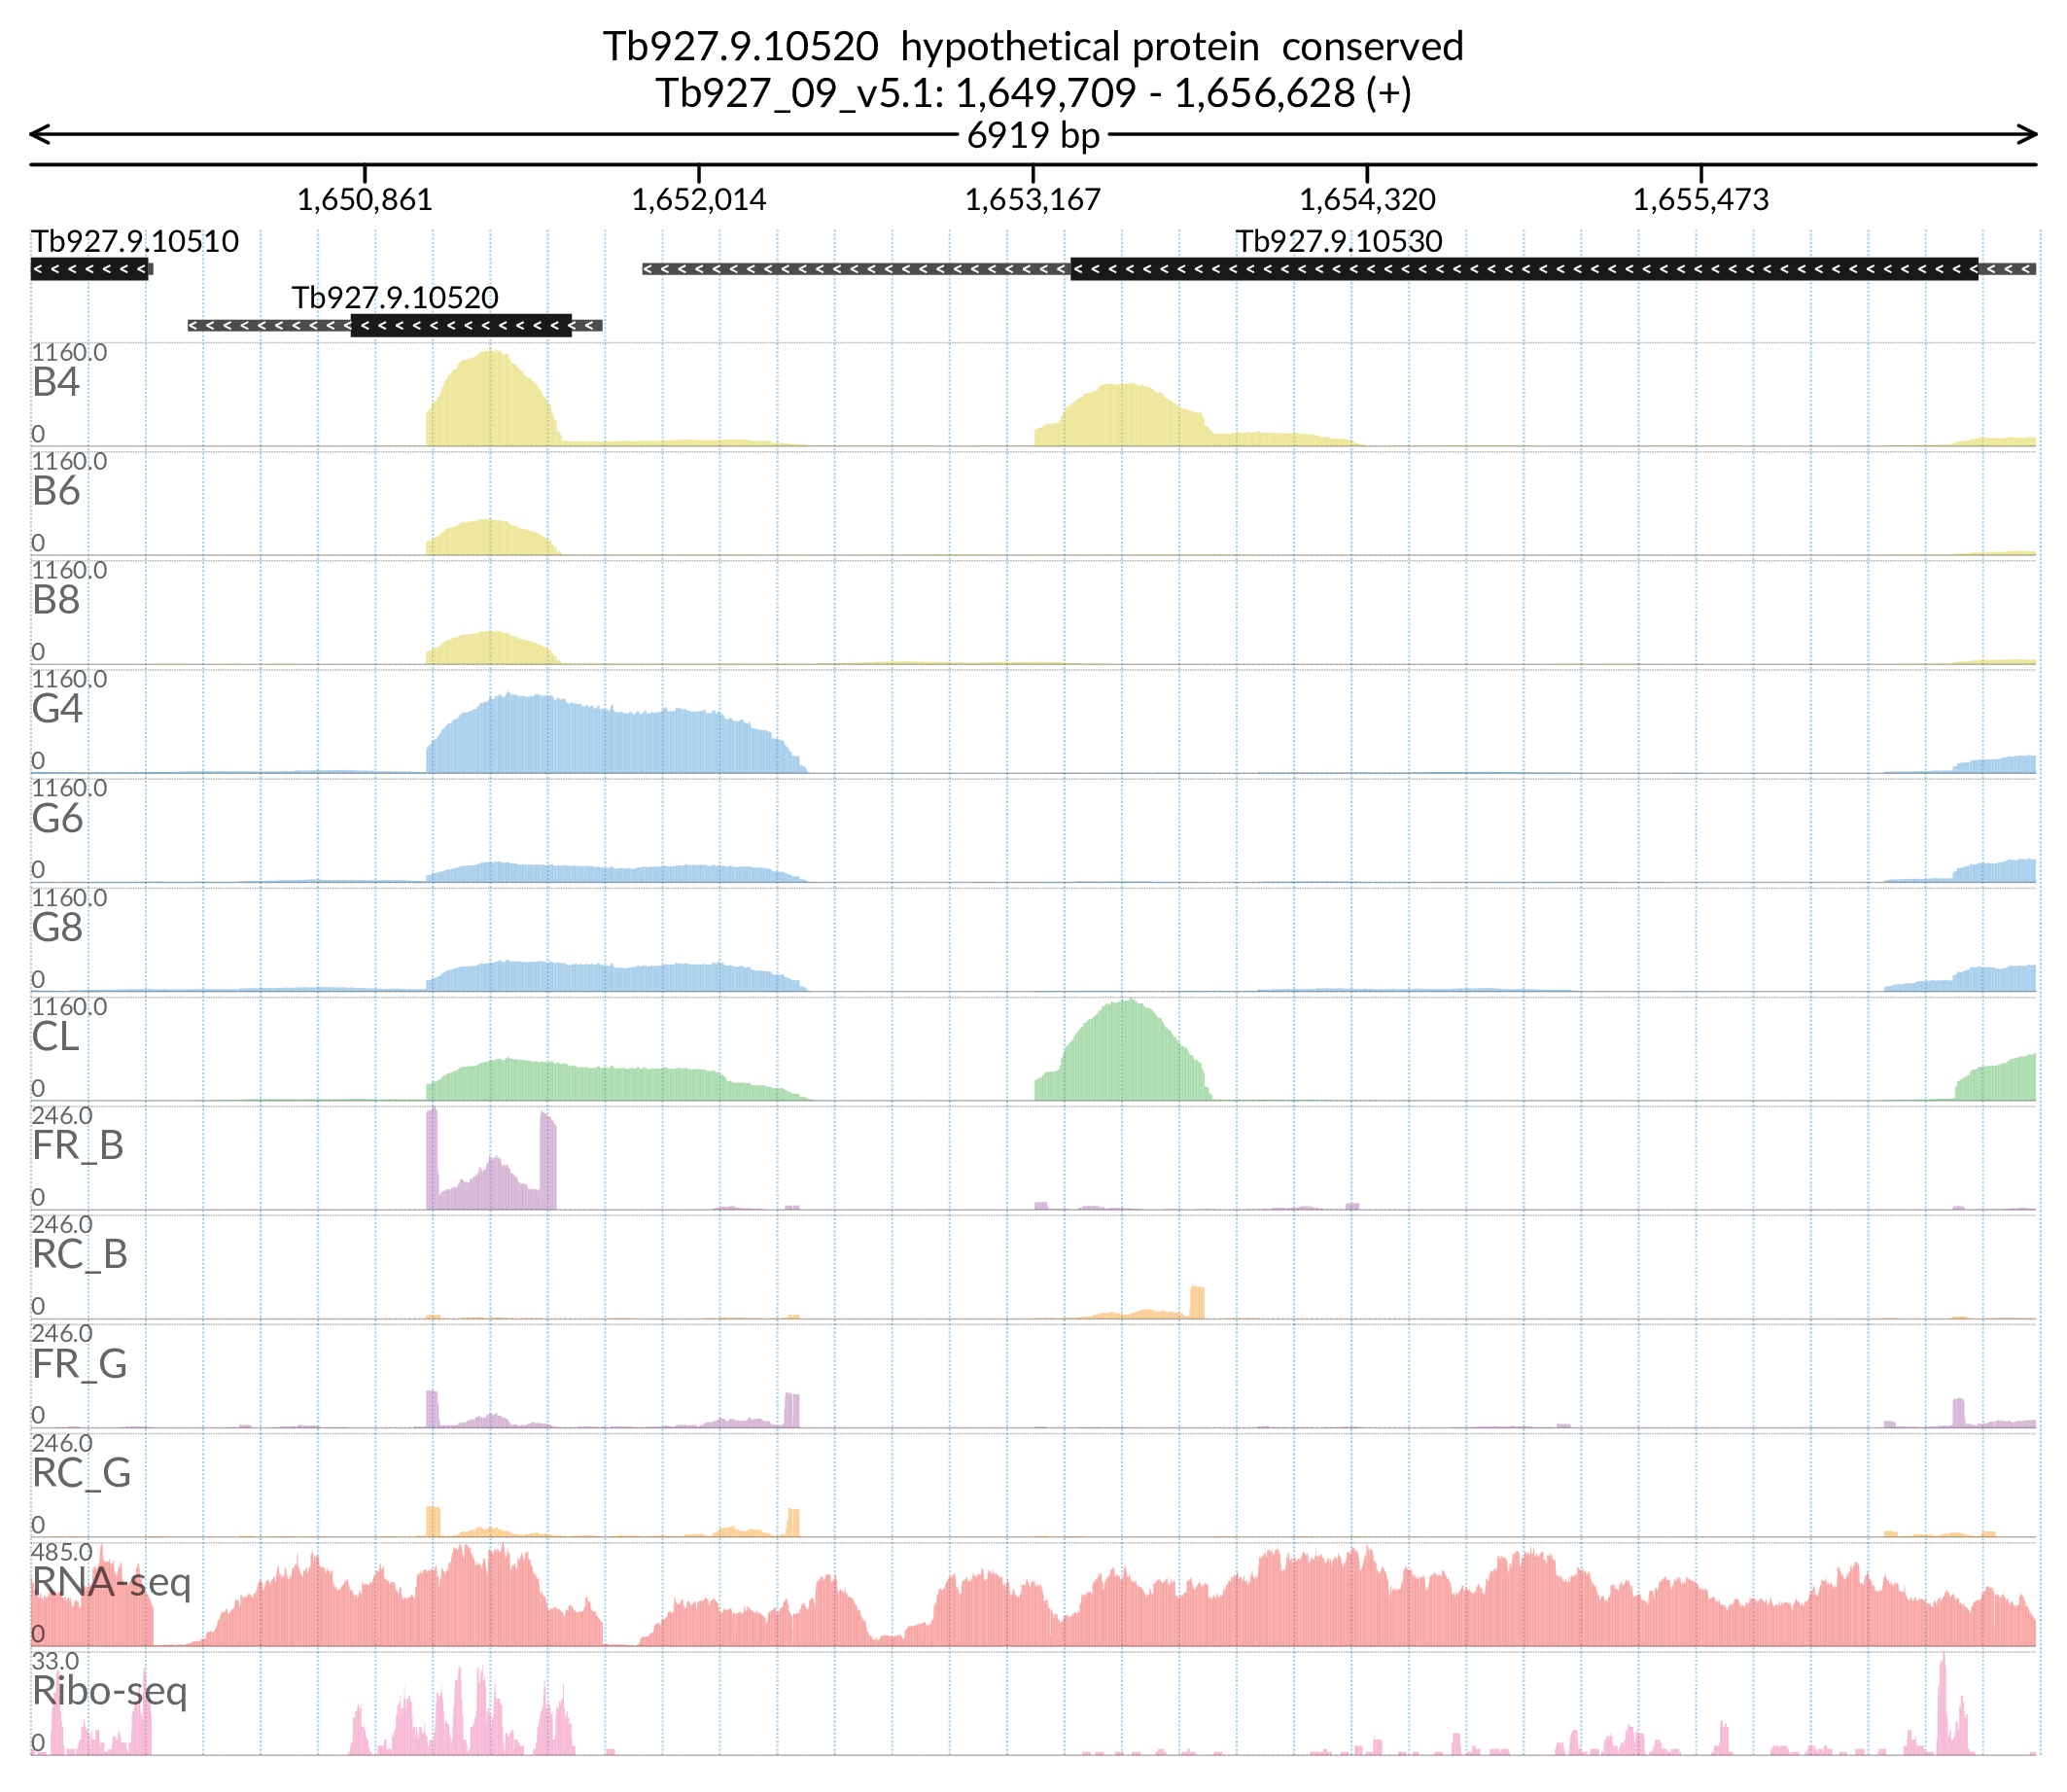 Tb927.9.10520  hypothetical protein  conserved
Tb927_09_v5.1: 1,649,709 - 1,656,628 (+)
6919 bp
1,650,861 1,652,014 1,653,167 1,654,320 1,655,473
Tb927.9.10510 Tb927.9.10530
Tb927.9.10520
1160.0
B4
0
1160.0
B6
0
1160.0
B8
0
1160.0
G4
0
1160.0
G6
0
1160.0
G8
0
1160.0
CL
0
246.0
FR_B
0
246.0
RC_B
0
246.0
FR_G
0
246.0
RC_G
0
485.0
RNA-seq
0
33.0
Ribo-seq
0